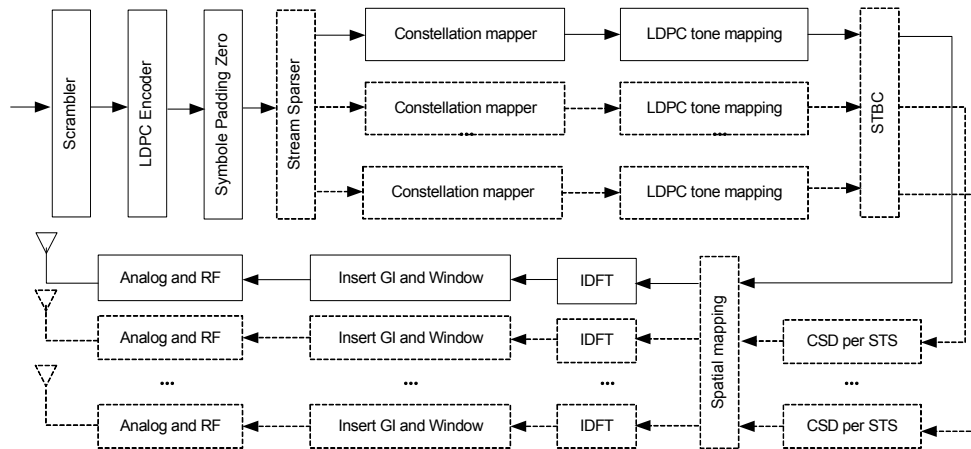 Scrambler
LDPC Encoder
Symbole Padding Zero
Stream Sparser
Constellation mapper
LDPC tone mapping
Constellation mapper
...
LDPC tone mapping
...
Constellation mapper
LDPC tone mapping
STBC
Analog and RF
Insert GI and Window
IDFT
Spatial mapping
Analog and RF
Insert GI and Window
IDFT
CSD per STS
...
...
...
...
Analog and RF
Insert GI and Window
IDFT
CSD per STS